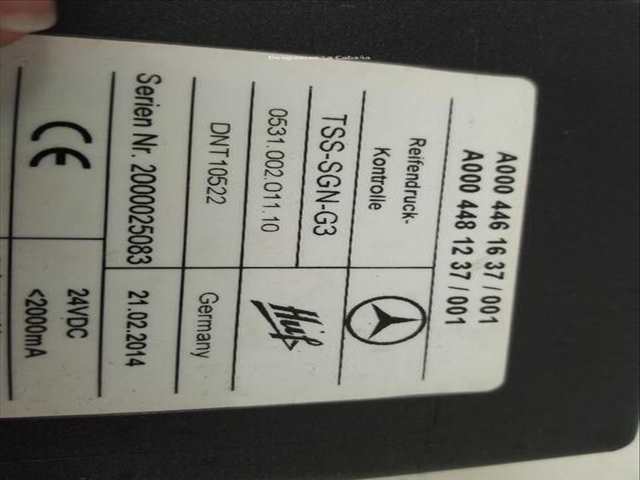 A000 446 16 37 / 001
A000 448 12 37 / 001
Reifendruck-
Kontrolle
TSS-SGN-G3
0531.002.011.10
Huf
DNT10522
Germany
Serien Nr. 2000025083
21.02.2014
CE
24VDC
<2000mA